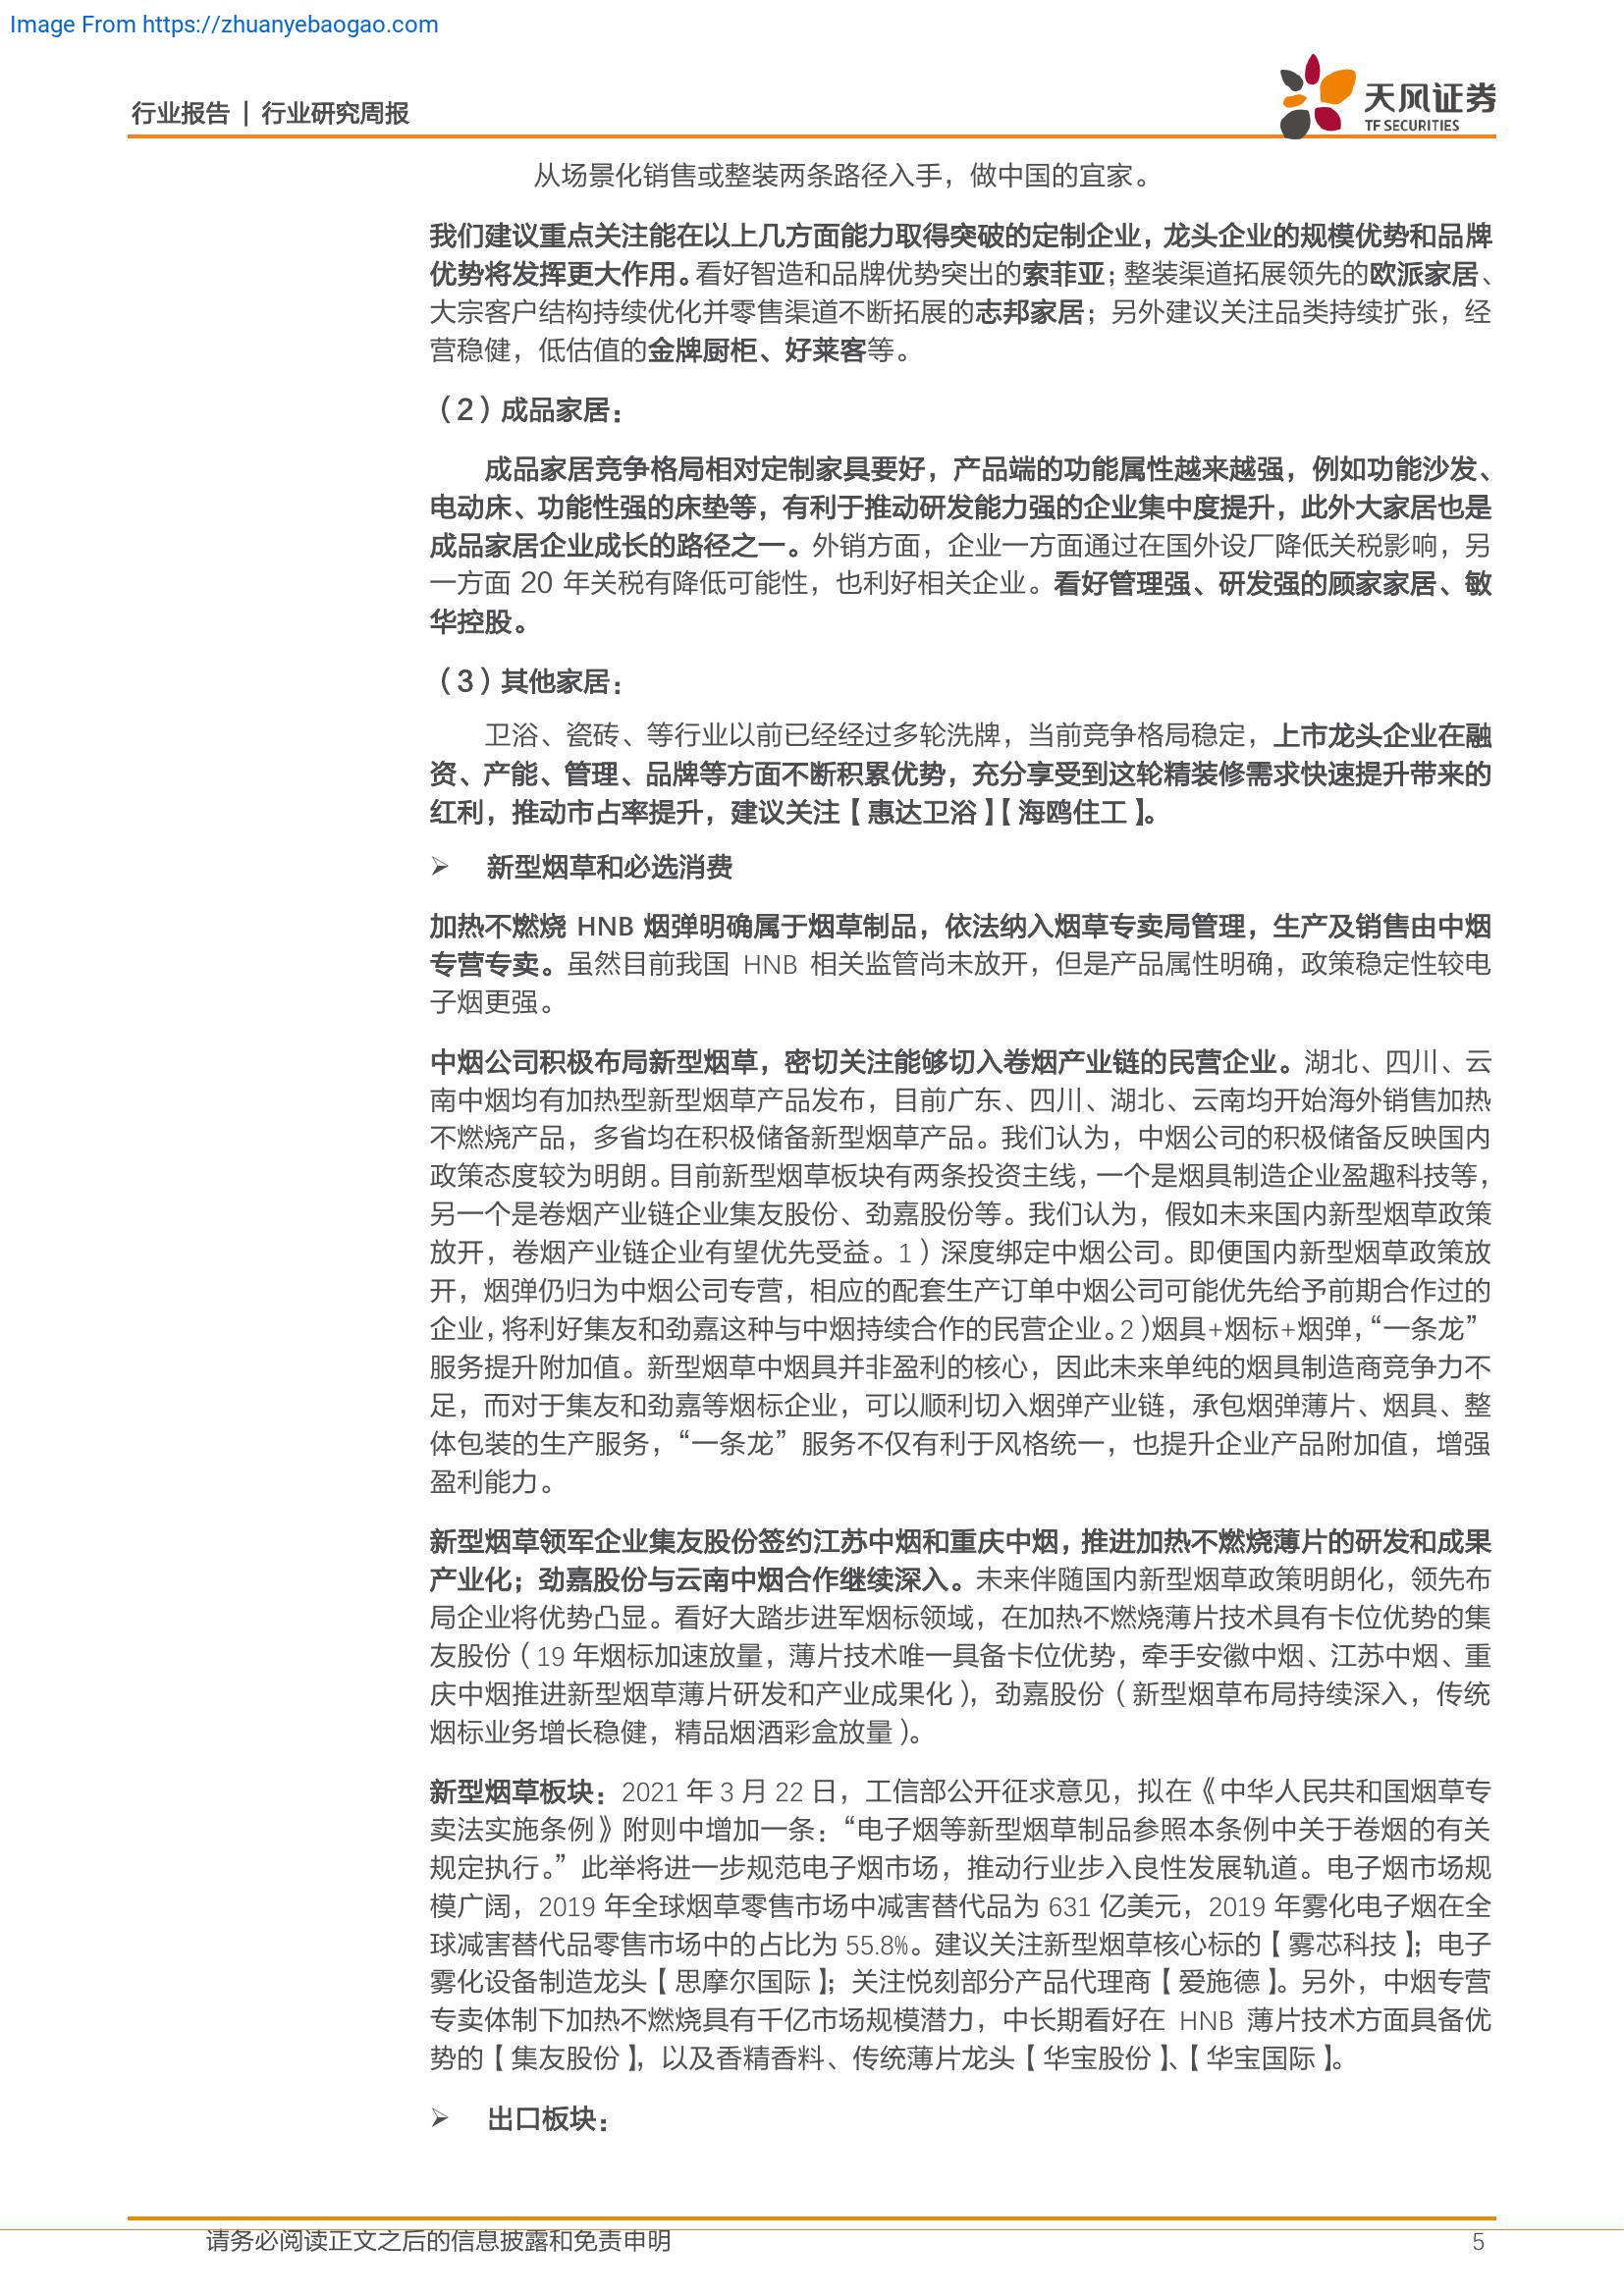 Image From https://zhuanyebaogao.com
行业报告 | 行业研究周报
天风证券
TF SECURITIES
从场景化销售或整装两条路径入手，做中国的宜家。
我们建议重点关注能在以上几方面能力取得突破的定制企业，龙头企业的规模优势和品牌
优势将发挥更大作用。看好智造和品牌优势突出的索菲亚；整装渠道拓展领先的欧派家居、
大宗客户结构持续优化并零售渠道不断拓展的志邦家居；另外建议关注品类持续扩张，经
营稳健，低估值的金牌厨柜、好莱客等。
（2）成品家居：
成品家居竞争格局相对定制家具要好，产品端的功能属性越来越强，例如功能沙发、
电动床、功能性强的床垫等，有利于推动研发能力强的企业集中度提升，此外大家居也是
成品家居企业成长的路径之一。外销方面，企业一方面通过在国外设厂降低关税影响，另
一方面 20 年关税有降低可能性，也利好相关企业。看好管理强、研发强的顾家家居、敏
华控股。
（3）其他家居：
卫浴、瓷砖、等行业以前已经经过多轮洗牌，当前竞争格局稳定，上市龙头企业在融
资、产能、管理、品牌等方面不断积累优势，充分享受到这轮精装修需求快速提升带来的
红利，推动市占率提升，建议关注【惠达卫浴】【海鸥住工】。
➢ 新型烟草和必选消费
加热不燃烧 HNB 烟弹明确属于烟草制品，依法纳入烟草专卖局管理，生产及销售由中烟
专营专卖。虽然目前我国 HNB 相关监管尚未放开，但是产品属性明确，政策稳定性较电
子烟更强。
中烟公司积极布局新型烟草，密切关注能够切入卷烟产业链的民营企业。湖北、四川、云
南中烟均有加热型新型烟草产品发布，目前广东、四川、湖北、云南均开始海外销售加热
不燃烧产品，多省均在积极储备新型烟草产品。我们认为，中烟公司的积极储备反映国内
政策态度较为明朗。目前新型烟草板块有两条投资主线，一个是烟具制造企业盈趣科技等，
另一个是卷烟产业链企业集友股份、劲嘉股份等。我们认为，假如未来国内新型烟草政策
放开，卷烟产业链企业有望优先受益。1）深度绑定中烟公司。即便国内新型烟草政策放
开，烟弹仍归为中烟公司专营，相应的配套生产订单中烟公司可能优先给予前期合作过的
企业，将利好集友和劲嘉这种与中烟持续合作的民营企业。2）烟具+烟标+烟弹，“一条龙”
服务提升附加值。新型烟草中烟具并非盈利的核心，因此未来单纯的烟具制造商竞争力不
足，而对于集友和劲嘉等烟标企业，可以顺利切入烟弹产业链，承包烟弹薄片、烟具、整
体包装的生产服务，“一条龙”服务不仅有利于风格统一，也提升企业产品附加值，增强
盈利能力。
新型烟草领军企业集友股份签约江苏中烟和重庆中烟，推进加热不燃烧薄片的研发和成果
产业化；劲嘉股份与云南中烟合作继续深入。未来伴随国内新型烟草政策明朗化，领先布
局企业将优势凸显。看好大踏步进军烟标领域，在加热不燃烧薄片技术具有卡位优势的集
友股份（19 年烟标加速放量，薄片技术唯一具备卡位优势，牵手安徽中烟、江苏中烟、重
庆中烟推进新型烟草薄片研发和产业成果化），劲嘉股份（新型烟草布局持续深入，传统
烟标业务增长稳健，精品烟酒彩盒放量）。
新型烟草板块：2021 年 3 月 22 日，工信部公开征求意见，拟在《中华人民共和国烟草专
卖法实施条例》附则中增加一条：“电子烟等新型烟草制品参照本条例中关于卷烟的有关
规定执行。”此举将进一步规范电子烟市场，推动行业步入良性发展轨道。电子烟市场规
模广阔，2019 年全球烟草零售市场中减害替代品为 631 亿美元，2019 年雾化电子烟在全
球减害替代品零售市场中的占比为 55.8%。建议关注新型烟草核心标的【雾芯科技】；电子
雾化设备制造龙头【思摩尔国际】；关注悦刻部分产品代理商【爱施德】。另外，中烟专营
专卖体制下加热不燃烧具有千亿市场规模潜力，中长期看好在 HNB 薄片技术方面具备优
势的【集友股份】，以及香精香料、传统薄片龙头【华宝股份】、【华宝国际】。
➢ 出口板块：
请务必阅读正文之后的信息披露和免责申明
5